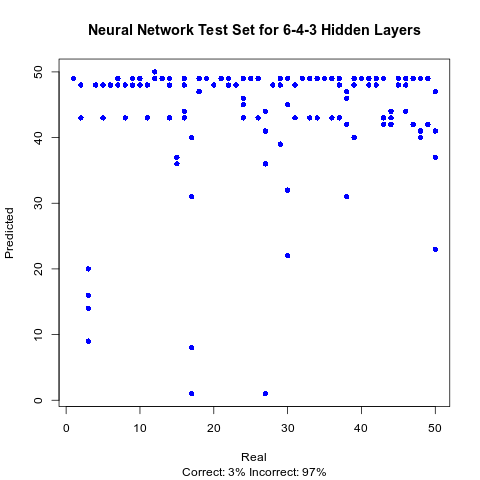 Neural Network Test Set for 6-4-3 Hidden Layers
50
40
30
20
10
0
Predicted
0 10 20 30 40 50
Real
Correct: 3% Incorrect: 97%